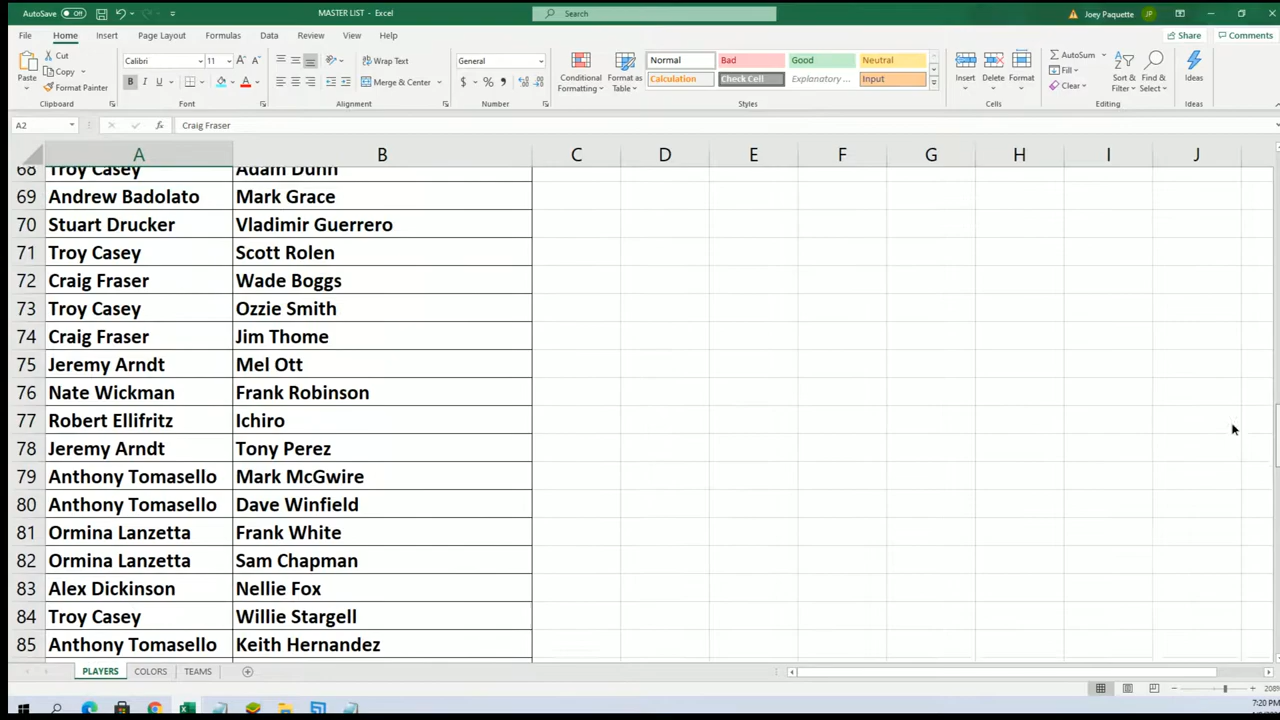 AutoSave Off MASTER LIST - Excel Search Joey Paquette JP
File Home Insert Page Layout Formulas Data Review View Help Share Comments
Cut Calibri 11 Wrap Text General Normal Bad Good Neutral AutoSum
Copy Fill
Paste Format Painter B I U Merge & Center $ % Conditional Formatting Format as Table Calculation Check Cell Explanatory ... Input Insert Delete Format Clear Sort & Filter Find & Select Ideas
Clipboard Font Alignment Number Styles Cells Editing Ideas
A2 fx Craig Fraser
A B C D E F G H I J
68 Troy Casey Adam Dunn
69 Andrew Badolato Mark Grace
70 Stuart Drucker Vladimir Guerrero
71 Troy Casey Scott Rolen
72 Craig Fraser Wade Boggs
73 Troy Casey Ozzie Smith
74 Craig Fraser Jim Thome
75 Jeremy Arndt Mel Ott
76 Nate Wickman Frank Robinson
77 Robert Ellifritz Ichiro
78 Jeremy Arndt Tony Perez
79 Anthony Tomasello Mark McGwire
80 Anthony Tomasello Dave Winfield
81 Ormina Lanzetta Frank White
82 Ormina Lanzetta Sam Chapman
83 Alex Dickinson Nellie Fox
84 Troy Casey Willie Stargell
85 Anthony Tomasello Keith Hernandez
PLAYERS COLORS TEAMS
208%
7:20 PM